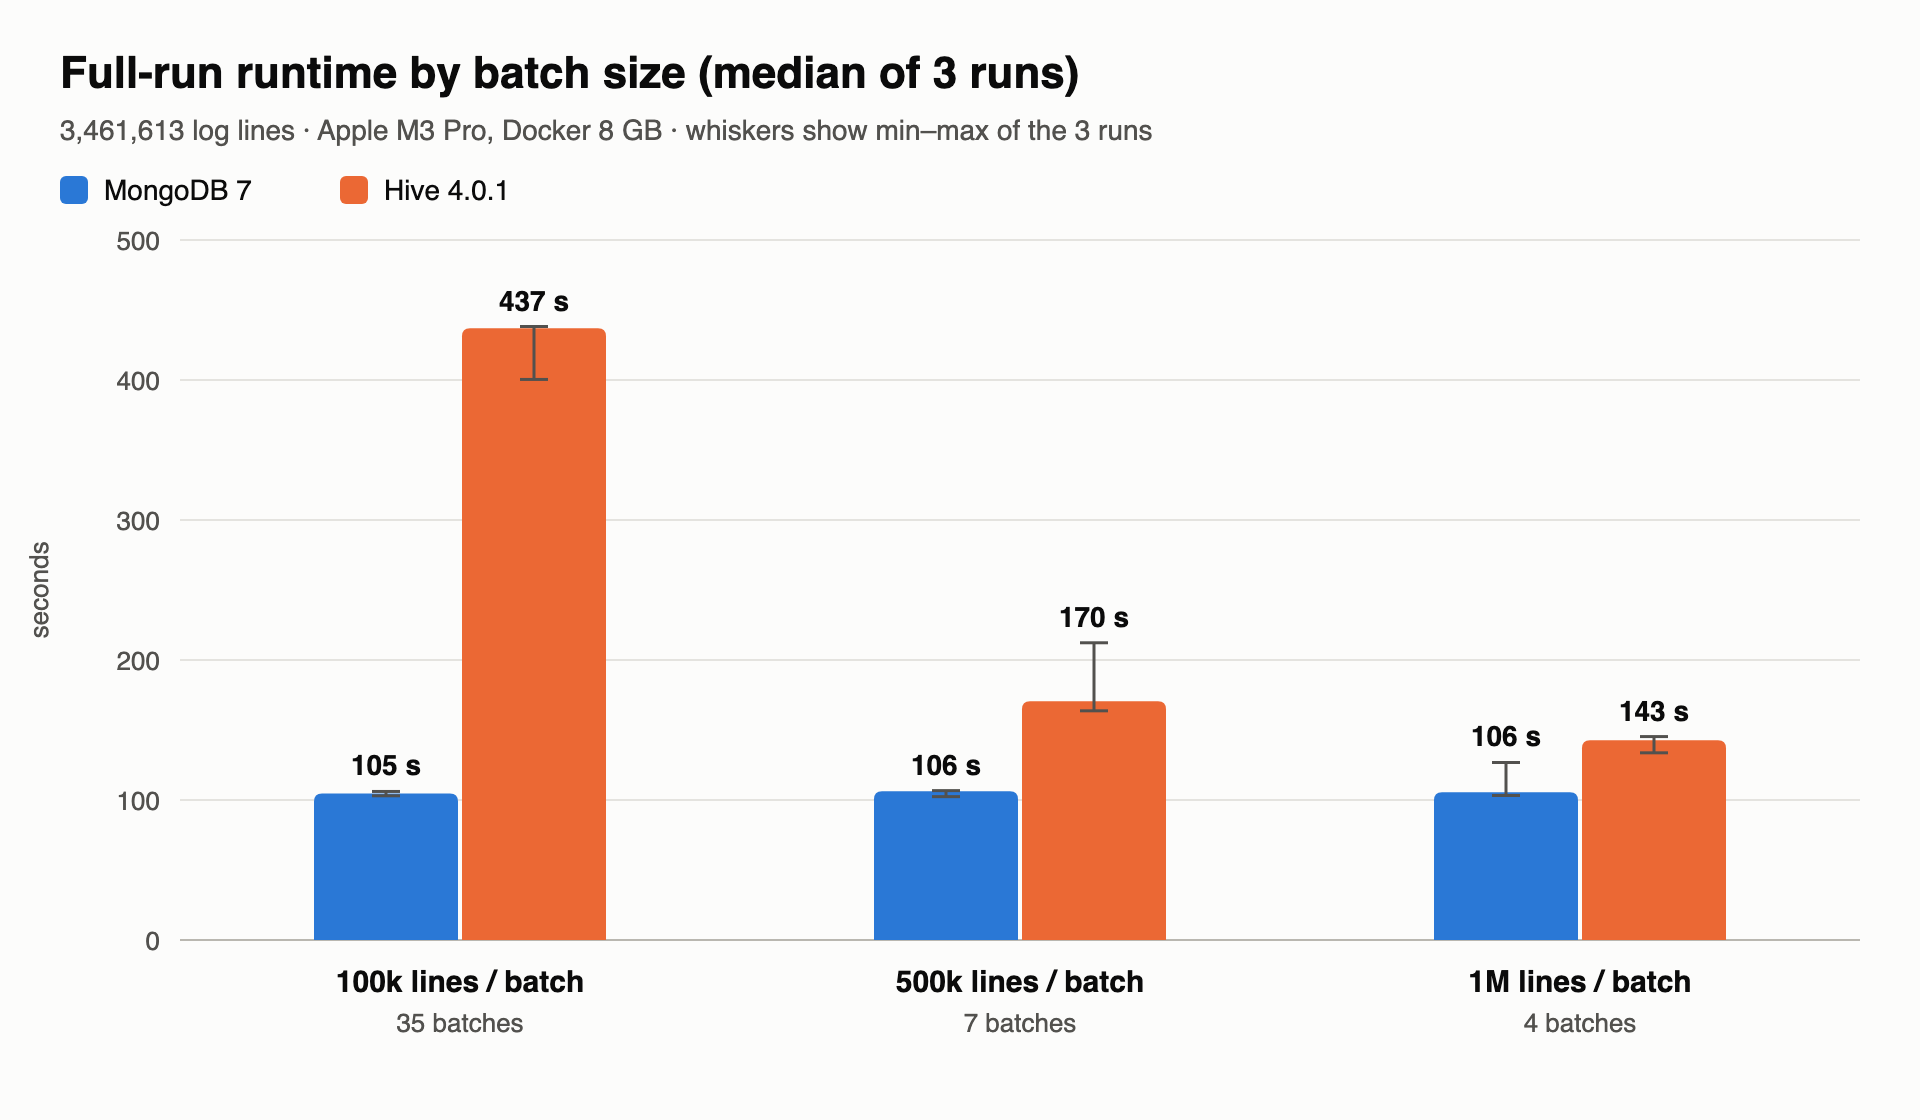 Full-run runtime by batch size (median of 3 runs)
3,461,613 log lines · Apple M3 Pro, Docker 8 GB · whiskers show min–max of the 3 runs
MongoDB 7
Hive 4.0.1
500
400
300
200
100
0
seconds
437 s
105 s
170 s
106 s
143 s
106 s
100k lines / batch
35 batches
500k lines / batch
7 batches
1M lines / batch
4 batches